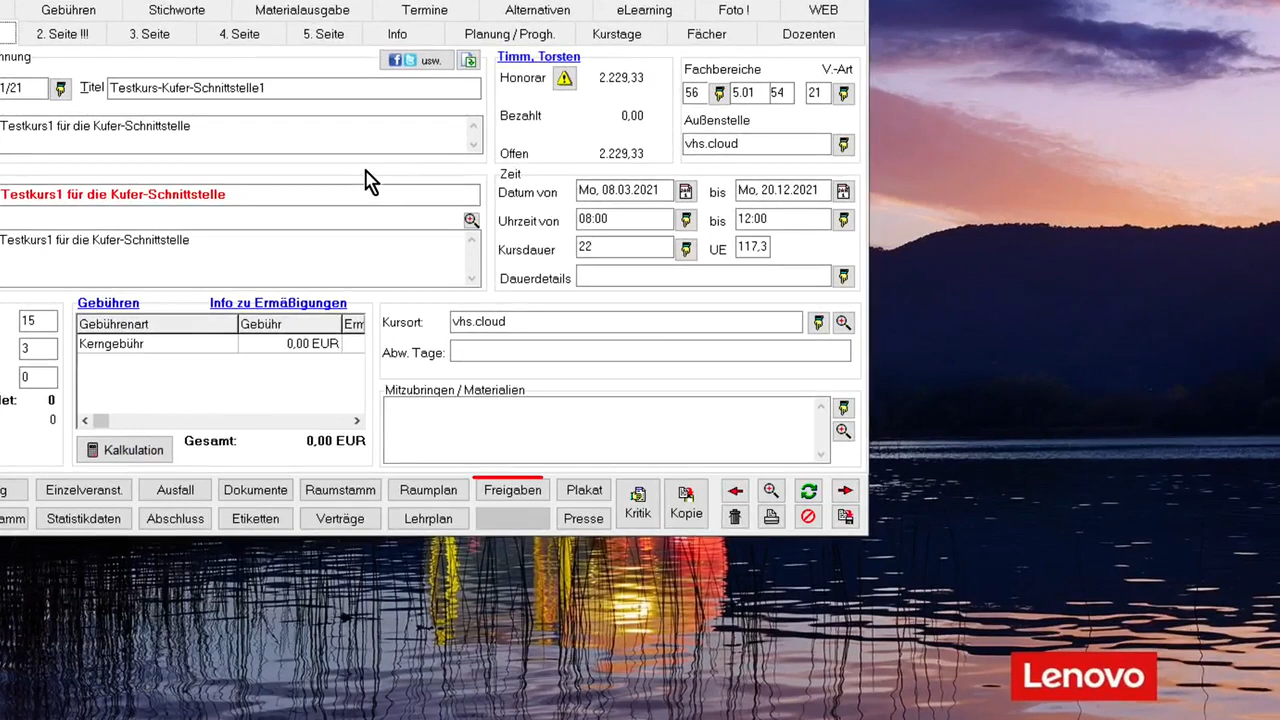 Gebühren Stichworte Materialausgabe Termine Alternativen eLearning Foto ! WEB
2. Seite !!! 3. Seite 4. Seite 5. Seite Info Planung / Progh. Kurstage Fächer Dozenten
nnung usw. Timm, Torsten
Fachbereiche V.-Art
Honorar 2.229,33
1/21 Titel Testkurs-Kufer-Schnittstelle1
56 5.01 54 21
Bezahlt 0,00
Außenstelle
Testkurs1 für die Kufer-Schnittstelle
vhs.cloud
Offen 2.229,33
Zeit
Testkurs1 für die Kufer-Schnittstelle
Datum von Mo, 08.03.2021 bis Mo, 20.12.2021
Uhrzeit von 08:00 bis 12:00
Testkurs1 für die Kufer-Schnittstelle
Kursdauer 22 UE 117,3
Dauerdetails
Gebühren Info zu Ermäßigungen
15 Gebührenart Gebühr Erm
Kursort: vhs.cloud
3 Kerngebühr 0,00 EUR
Abw. Tage:
0
Mitzubringen / Materialien
let: 0
0
Kalkulation Gesamt: 0,00 EUR
g Einzelveranst. Aufsi Dokumente Raumstamm Raumplan Freigaben Plakat Kritik Kopie
amm Statistikdaten Abschluss Etiketten Verträge Lehrplan Presse
Lenovo